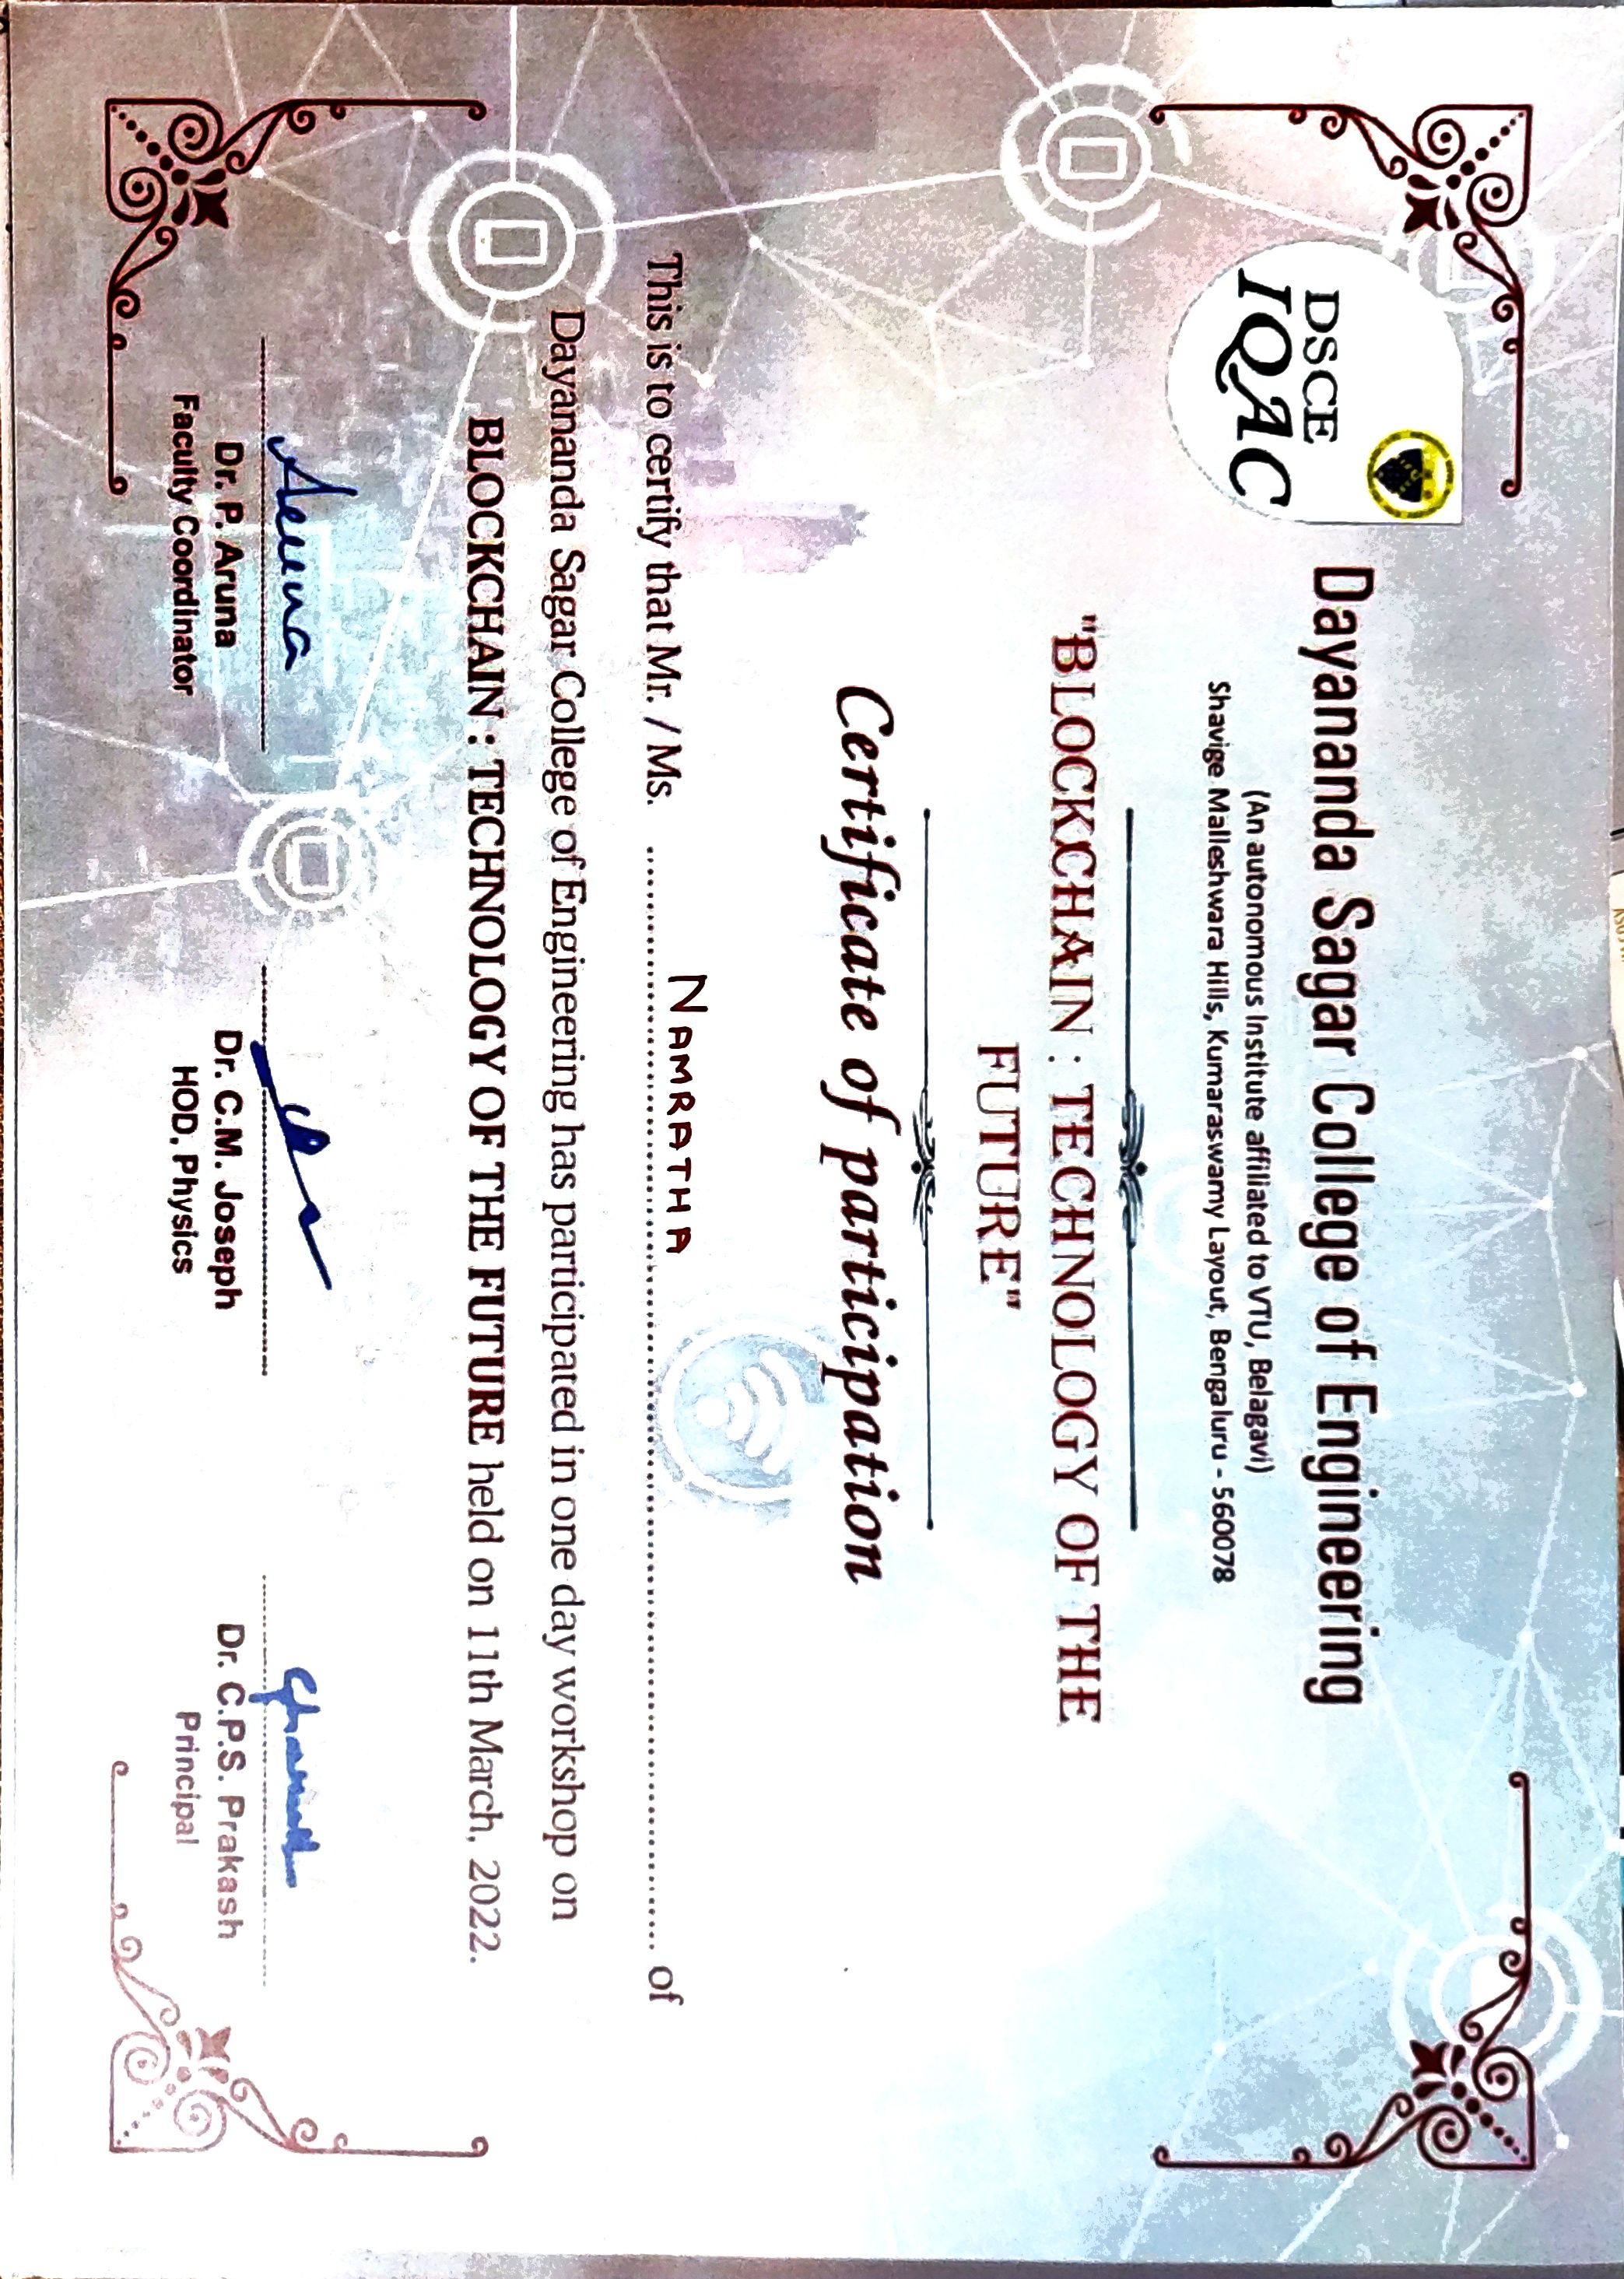 DSCE
IQAC
Dayananda Sagar College of Engineering
(An autonomous Institute affiliated to VTU, Belagavi)
Shavige Malleshwara Hills, Kumaraswamy Layout, Bengaluru - 560078
"BLOCKCHAIN : TECHNOLOGY OF THE
FUTURE"
Certificate of participation
This is to certify that Mr. / Ms. NAMRATHA of
Dayananda Sagar College of Engineering has participated in one day workshop on
BLOCKCHAIN : TECHNOLOGY OF THE FUTURE held on 11th March, 2022.
Dr. P. Aruna
Faculty Coordinator
Dr. C.M. Joseph
HOD, Physics
Dr. C.P.S. Prakash
Principal